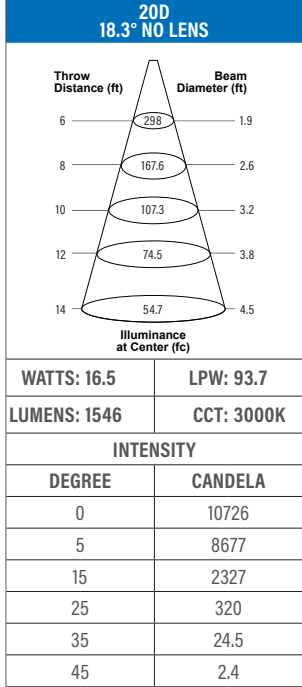 20D
18.3° NO LENS
Throw Beam
Distance (ft) Diameter (ft)
6 298 1.9
8 167.6 2.6
10 107.3 3.2
12 74.5 3.8
14 54.7 4.5
Illuminance
at Center (fc)
WATTS: 16.5 LPW: 93.7
LUMENS: 1546 CCT: 3000K
INTENSITY
DEGREE CANDELA
0 10726
5 8677
15 2327
25 320
35 24.5
45 2.4